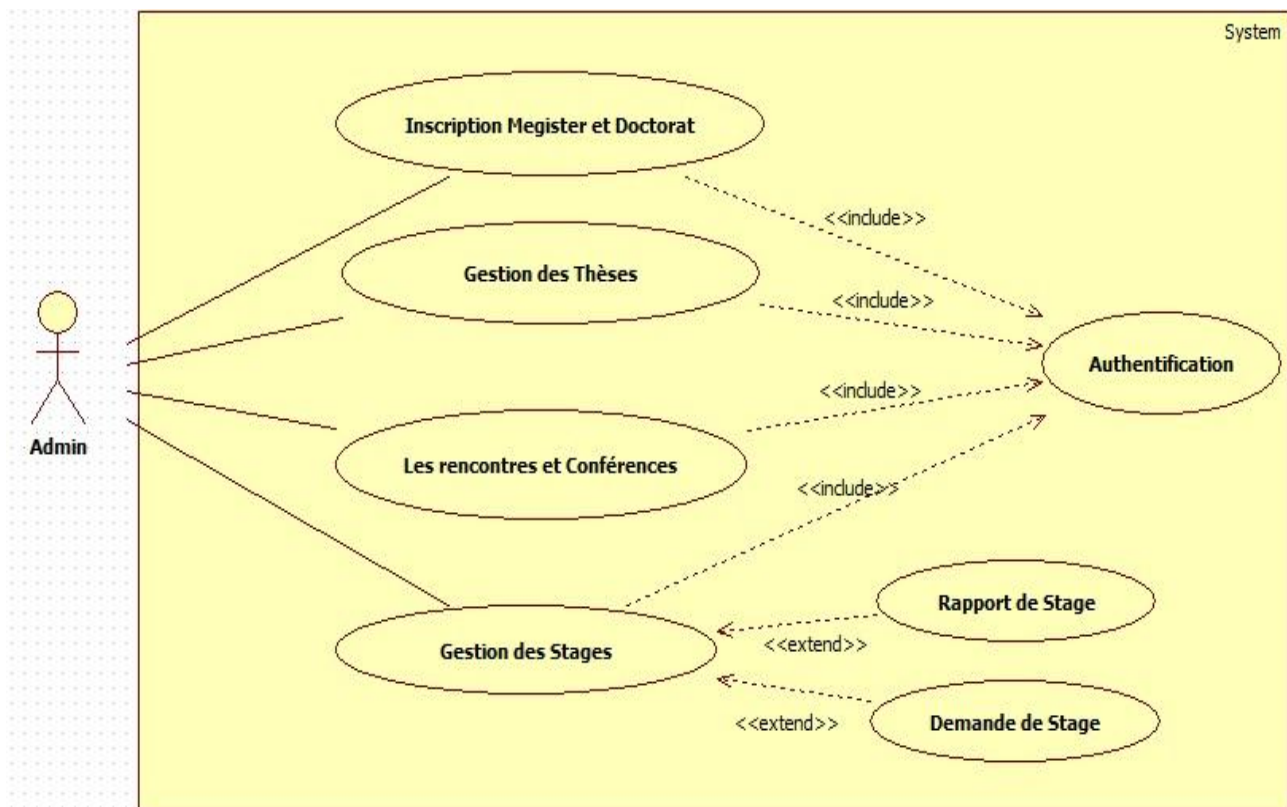 System
Inscription Megister et Doctorat
<<include>>
Gestion des Thèses
<<include>>
Authentification
<<include>>
Admin
Les rencontres et Conférences
<<include>>
Rapport de Stage
Gestion des Stages
<<extend>>
<<extend>>
Demande de Stage